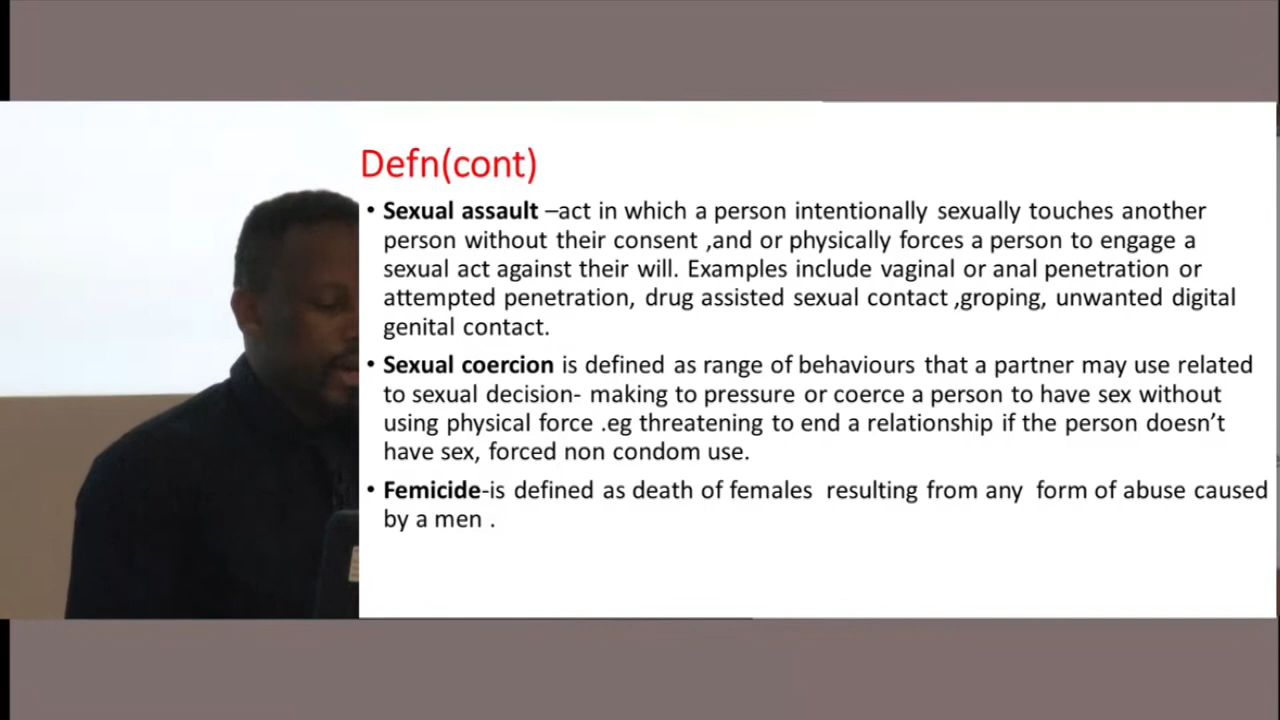 Defn(cont)
• Sexual assault –act in which a person intentionally sexually touches another
person without their consent ,and or physically forces a person to engage a
sexual act against their will. Examples include vaginal or anal penetration or
attempted penetration, drug assisted sexual contact ,groping, unwanted digital
genital contact.
• Sexual coercion is defined as range of behaviours that a partner may use related
to sexual decision- making to pressure or coerce a person to have sex without
using physical force .eg threatening to end a relationship if the person doesn’t
have sex, forced non condom use.
• Femicide-is defined as death of females resulting from any form of abuse caused
by a men .